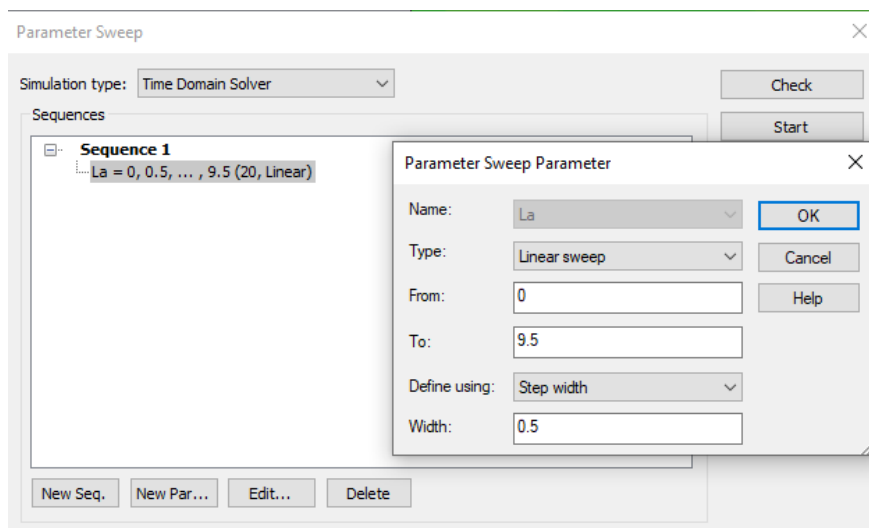 Parameter Sweep
Simulation type: Time Domain Solver
Check
Sequences
Start
Sequence 1
La = 0, 0.5, ... , 9.5 (20, Linear)
Parameter Sweep Parameter
Name: La
OK
Type: Linear sweep
Cancel
From: 0
Help
To: 9.5
Define using: Step width
Width: 0.5
New Seq. New Par... Edit... Delete